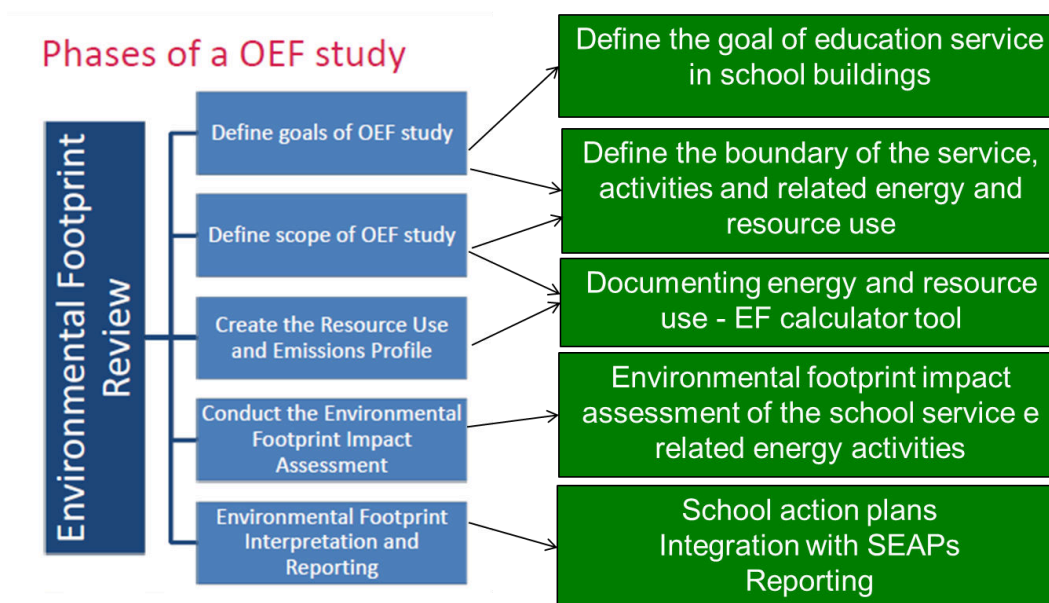 Phases of a OEF study
Environmental Footprint
Review
Define goals of OEF study
Define scope of OEF study
Create the Resource Use
and Emissions Profile
Conduct the Environmental
Footprint Impact
Assessment
Environmental Footprint
Interpretation and
Reporting
Define the goal of education service
in school buildings
Define the boundary of the service,
activities and related energy and
resource use
Documenting energy and resource
use - EF calculator tool
Environmental footprint impact
assessment of the school service e
related energy activities
School action plans
Integration with SEAPs
Reporting